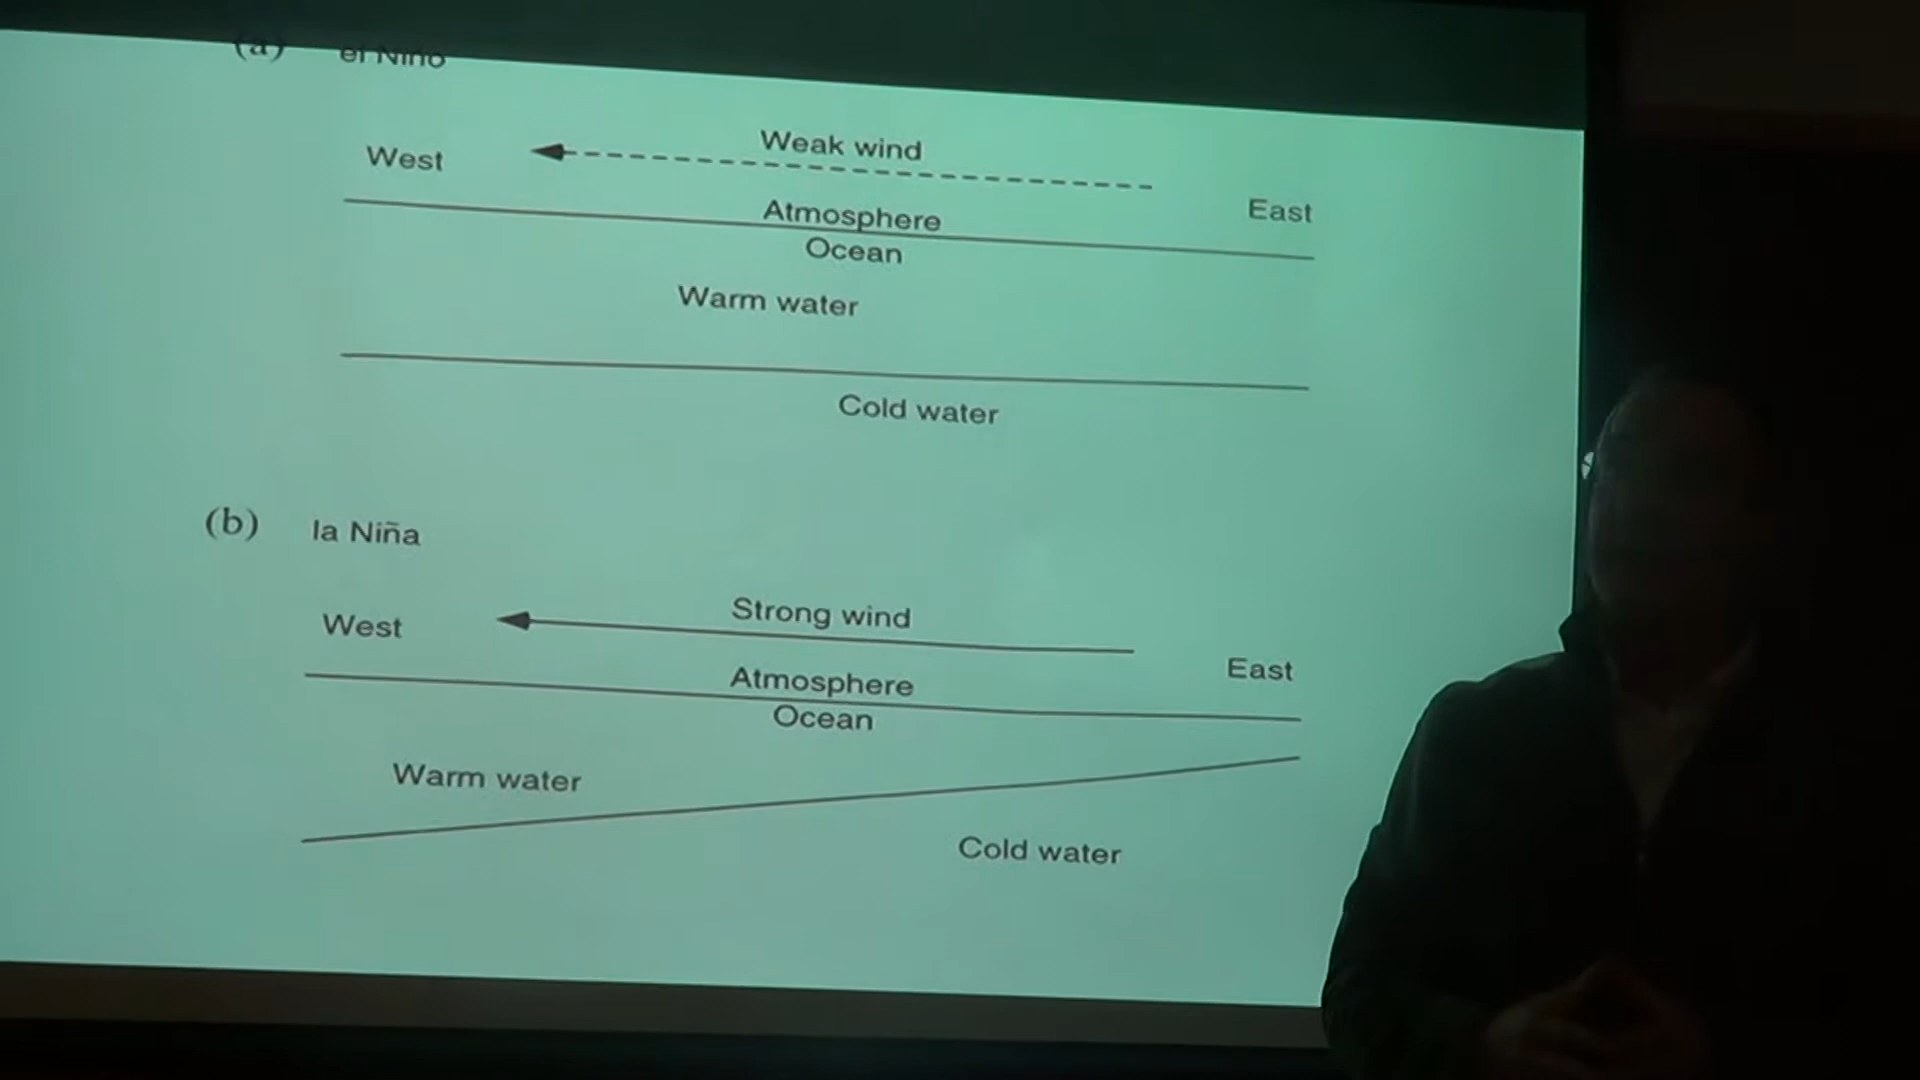 (a) el Niño
Weak wind
West
East
Atmosphere
Ocean
Warm water
Cold water
(b) la Niña
Strong wind
West
East
Atmosphere
Ocean
Warm water
Cold water